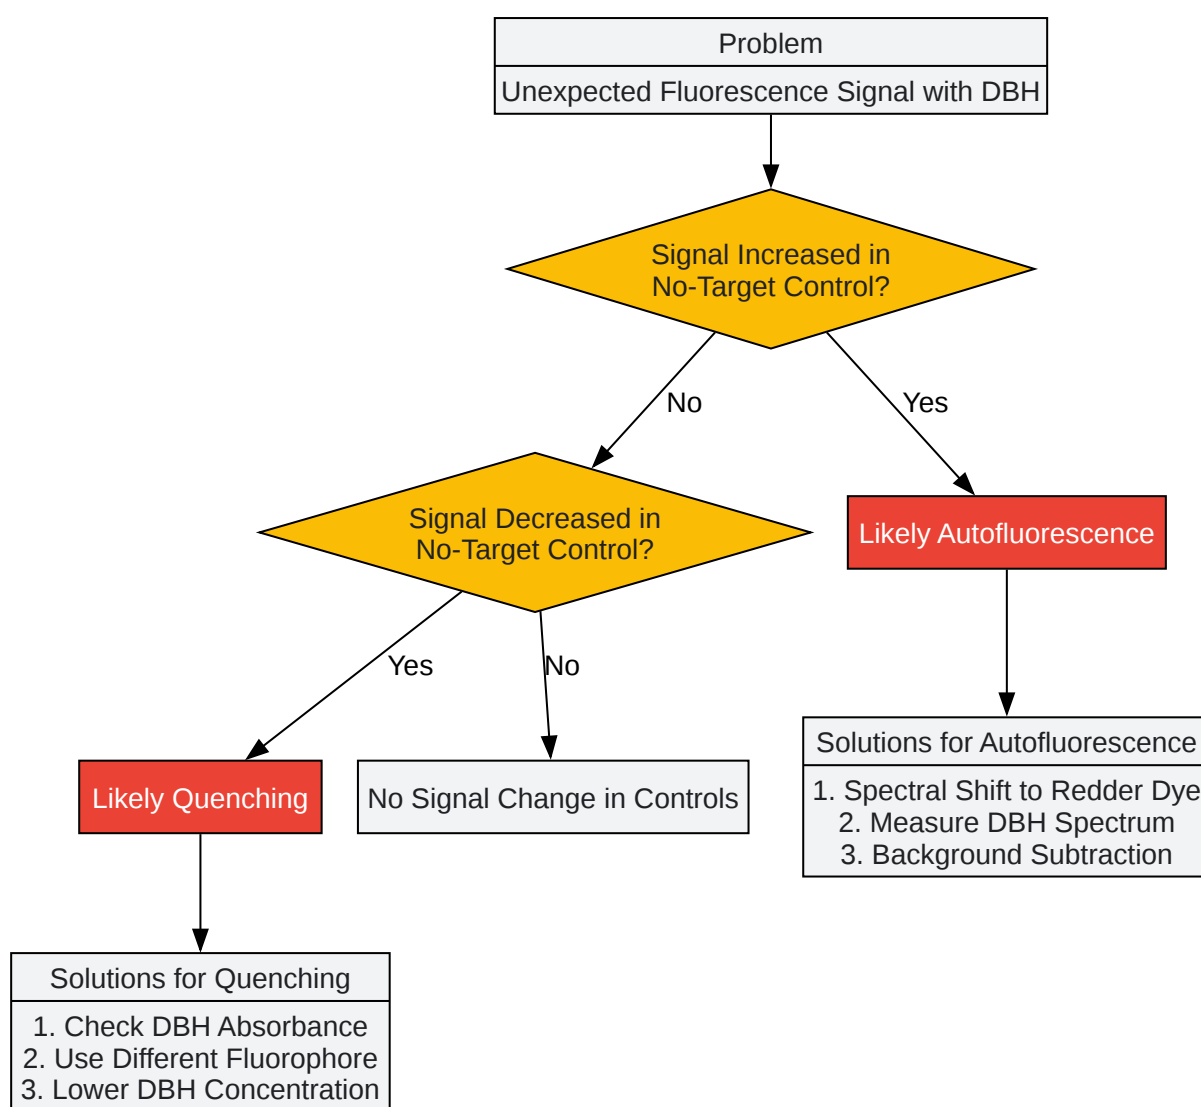 Problem
Unexpected Fluorescence Signal with DBH
Signal Increased in
No-Target Control?
No
Yes
Signal Decreased in
No-Target Control?
Likely Autofluorescence
Yes
No
Solutions for Autofluorescence
1. Spectral Shift to Redder Dye
2. Measure DBH Spectrum
3. Background Subtraction
Likely Quenching
No Signal Change in Controls
Solutions for Quenching
1. Check DBH Absorbance
2. Use Different Fluorophore
3. Lower DBH Concentration